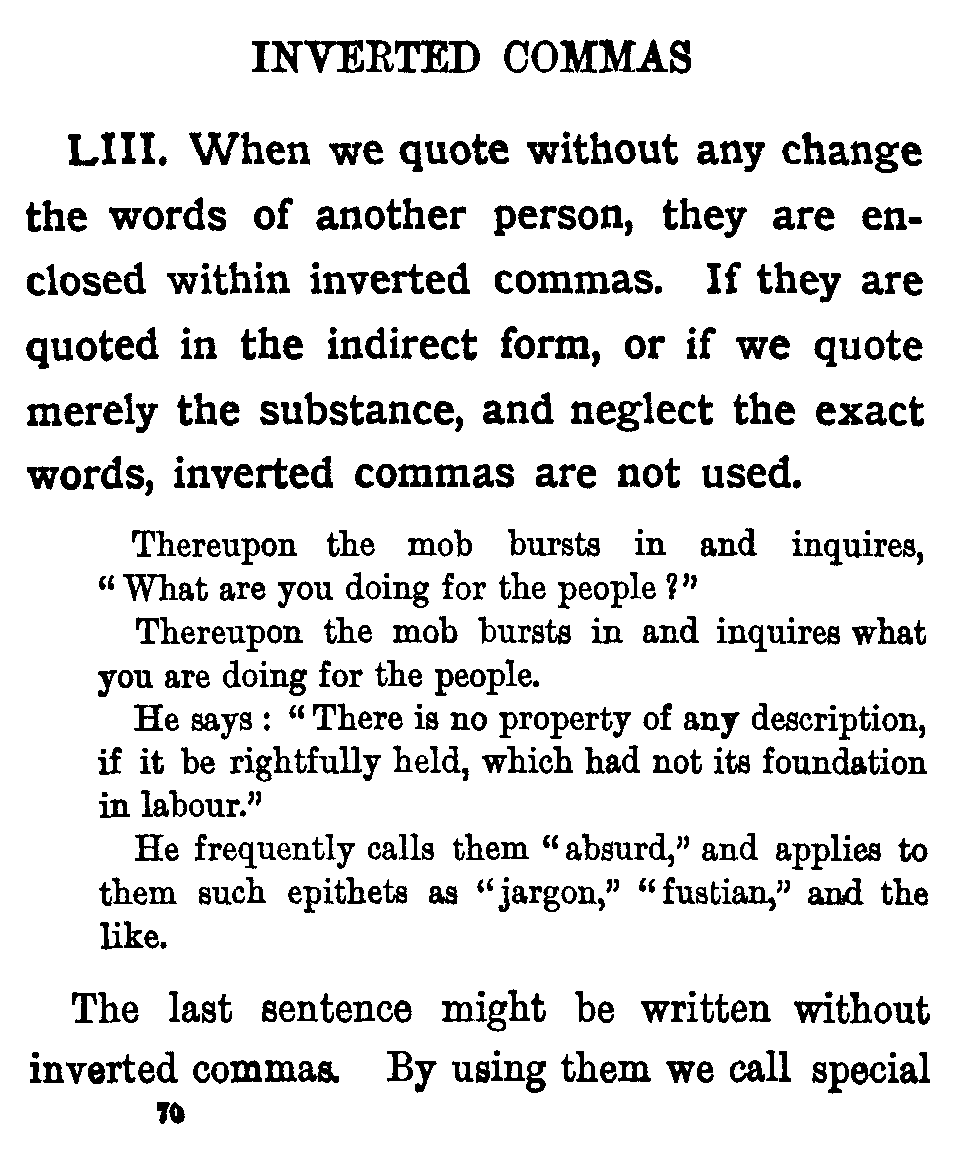 INVERTED COMMAS
LIII. When we quote without any change
the words of another person, they are en-
closed within inverted commas. If they are
quoted in the indirect form, or if we quote
merely the substance, and neglect the exact
words, inverted commas are not used.
Thereupon the mob bursts in and inquires,
“What are you doing for the people?”
Thereupon the mob bursts in and inquires what
you are doing for the people.
He says: “There is no property of any description,
if it be rightfully held, which had not its foundation
in labour.”
He frequently calls them “absurd,” and applies to
them such epithets as “jargon,” “fustian,” and the
like.
The last sentence might be written without
inverted commas. By using them we call special
70